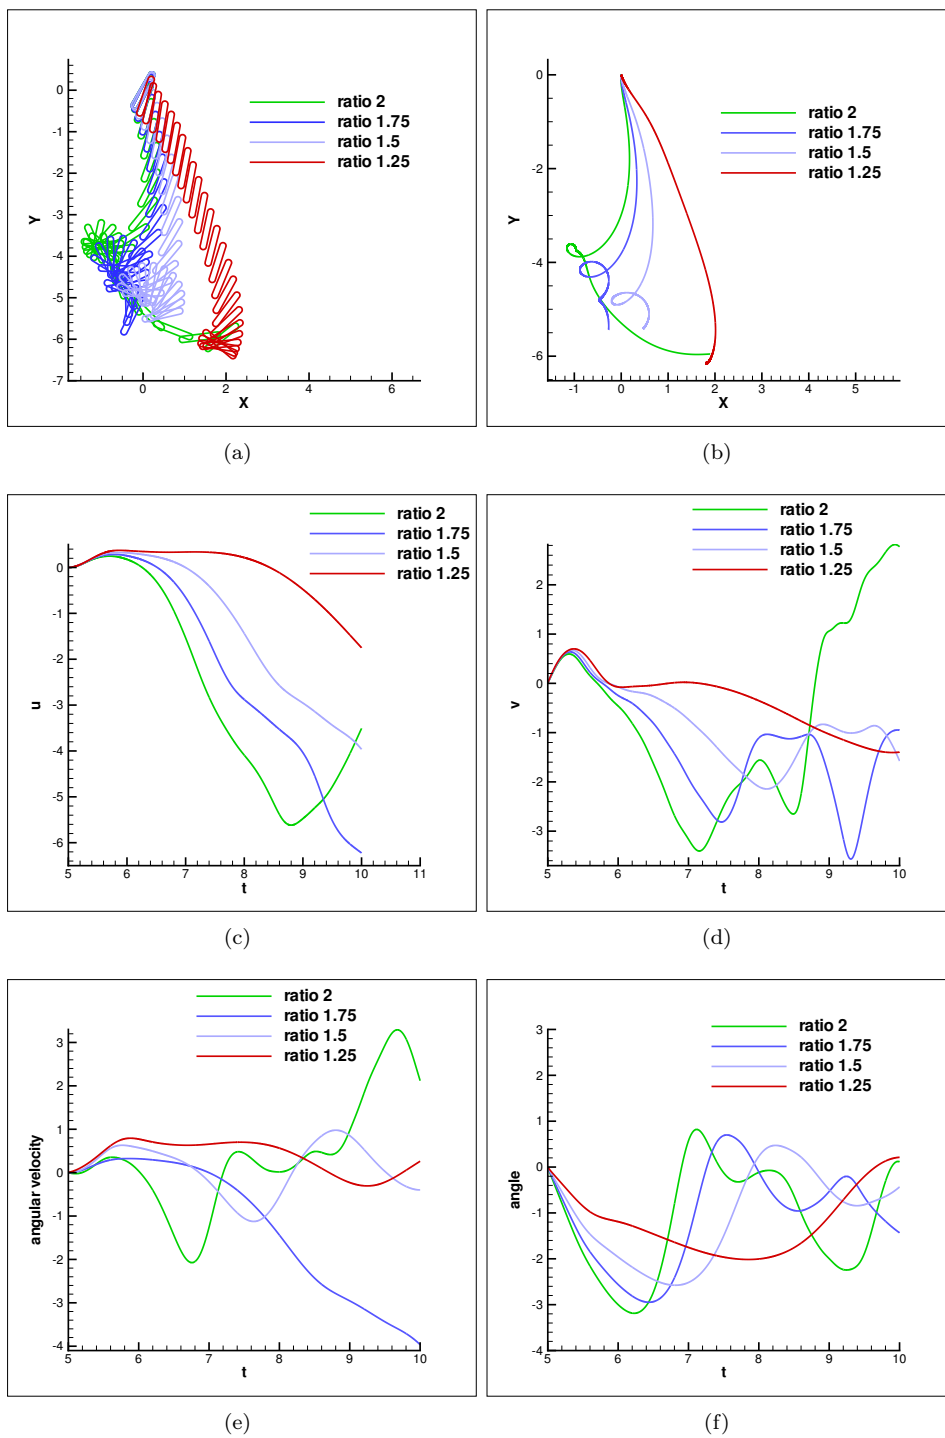 ratio 2
ratio 1.75
ratio 1.5
ratio 1.25
0
-1
-2
-3
-4
-5
-6
-7
Y
0 2 4 6
X
(a)
ratio 2
ratio 1.75
ratio 1.5
ratio 1.25
0
-2
-4
-6
Y
-1 0 1 2 3 4 5
X
(b)
ratio 2
ratio 1.75
ratio 1.5
ratio 1.25
0
-1
-2
-3
-4
-5
-6
u
5 6 7 8 9 10 11
t
(c)
ratio 2
ratio 1.75
ratio 1.5
ratio 1.25
2
1
0
-1
-2
-3
v
5 6 7 8 9 10
t
(d)
ratio 2
ratio 1.75
ratio 1.5
ratio 1.25
3
2
1
0
-1
-2
-3
-4
angular velocity
5 6 7 8 9 10
t
(e)
ratio 2
ratio 1.75
ratio 1.5
ratio 1.25
3
2
1
0
-1
-2
-3
-4
angle
5 6 7 8 9 10
t
(f)